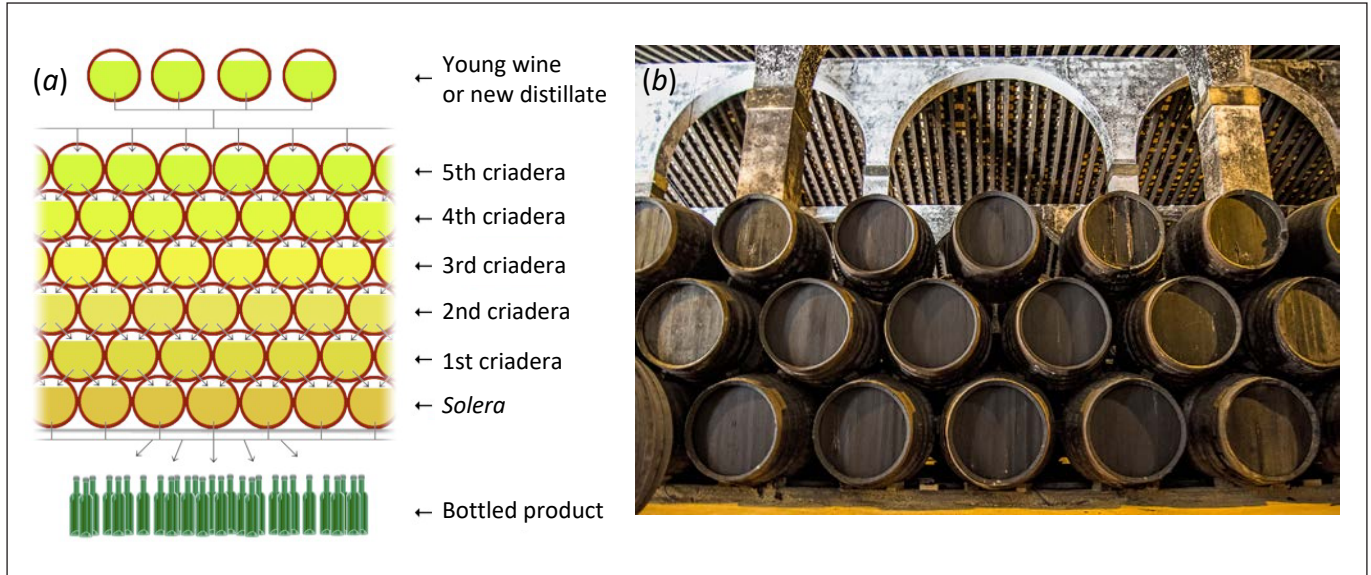 (a)
← Young wine
or new distillate
← 5th criadera
← 4th criadera
← 3rd criadera
← 2nd criadera
← 1st criadera
← Solera
← Bottled product
(b)